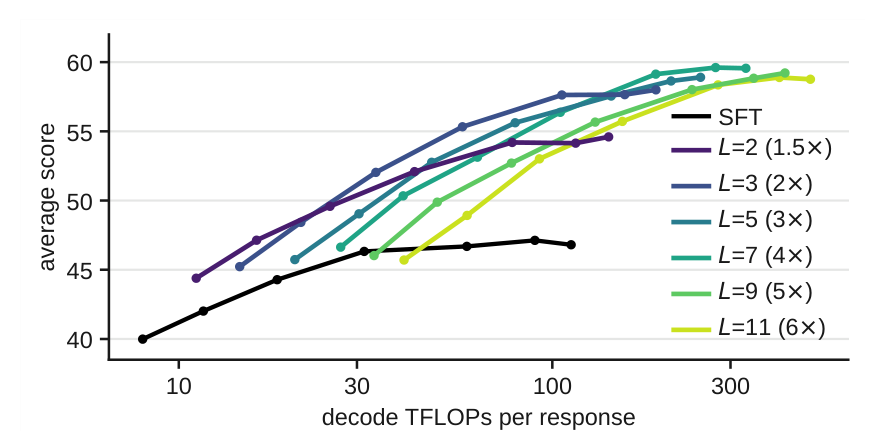 60
55
50
45
40
average score
10
30
100
300
decode TFLOPs per response
SFT
L=2 (1.5×)
L=3 (2×)
L=5 (3×)
L=7 (4×)
L=9 (5×)
L=11 (6×)